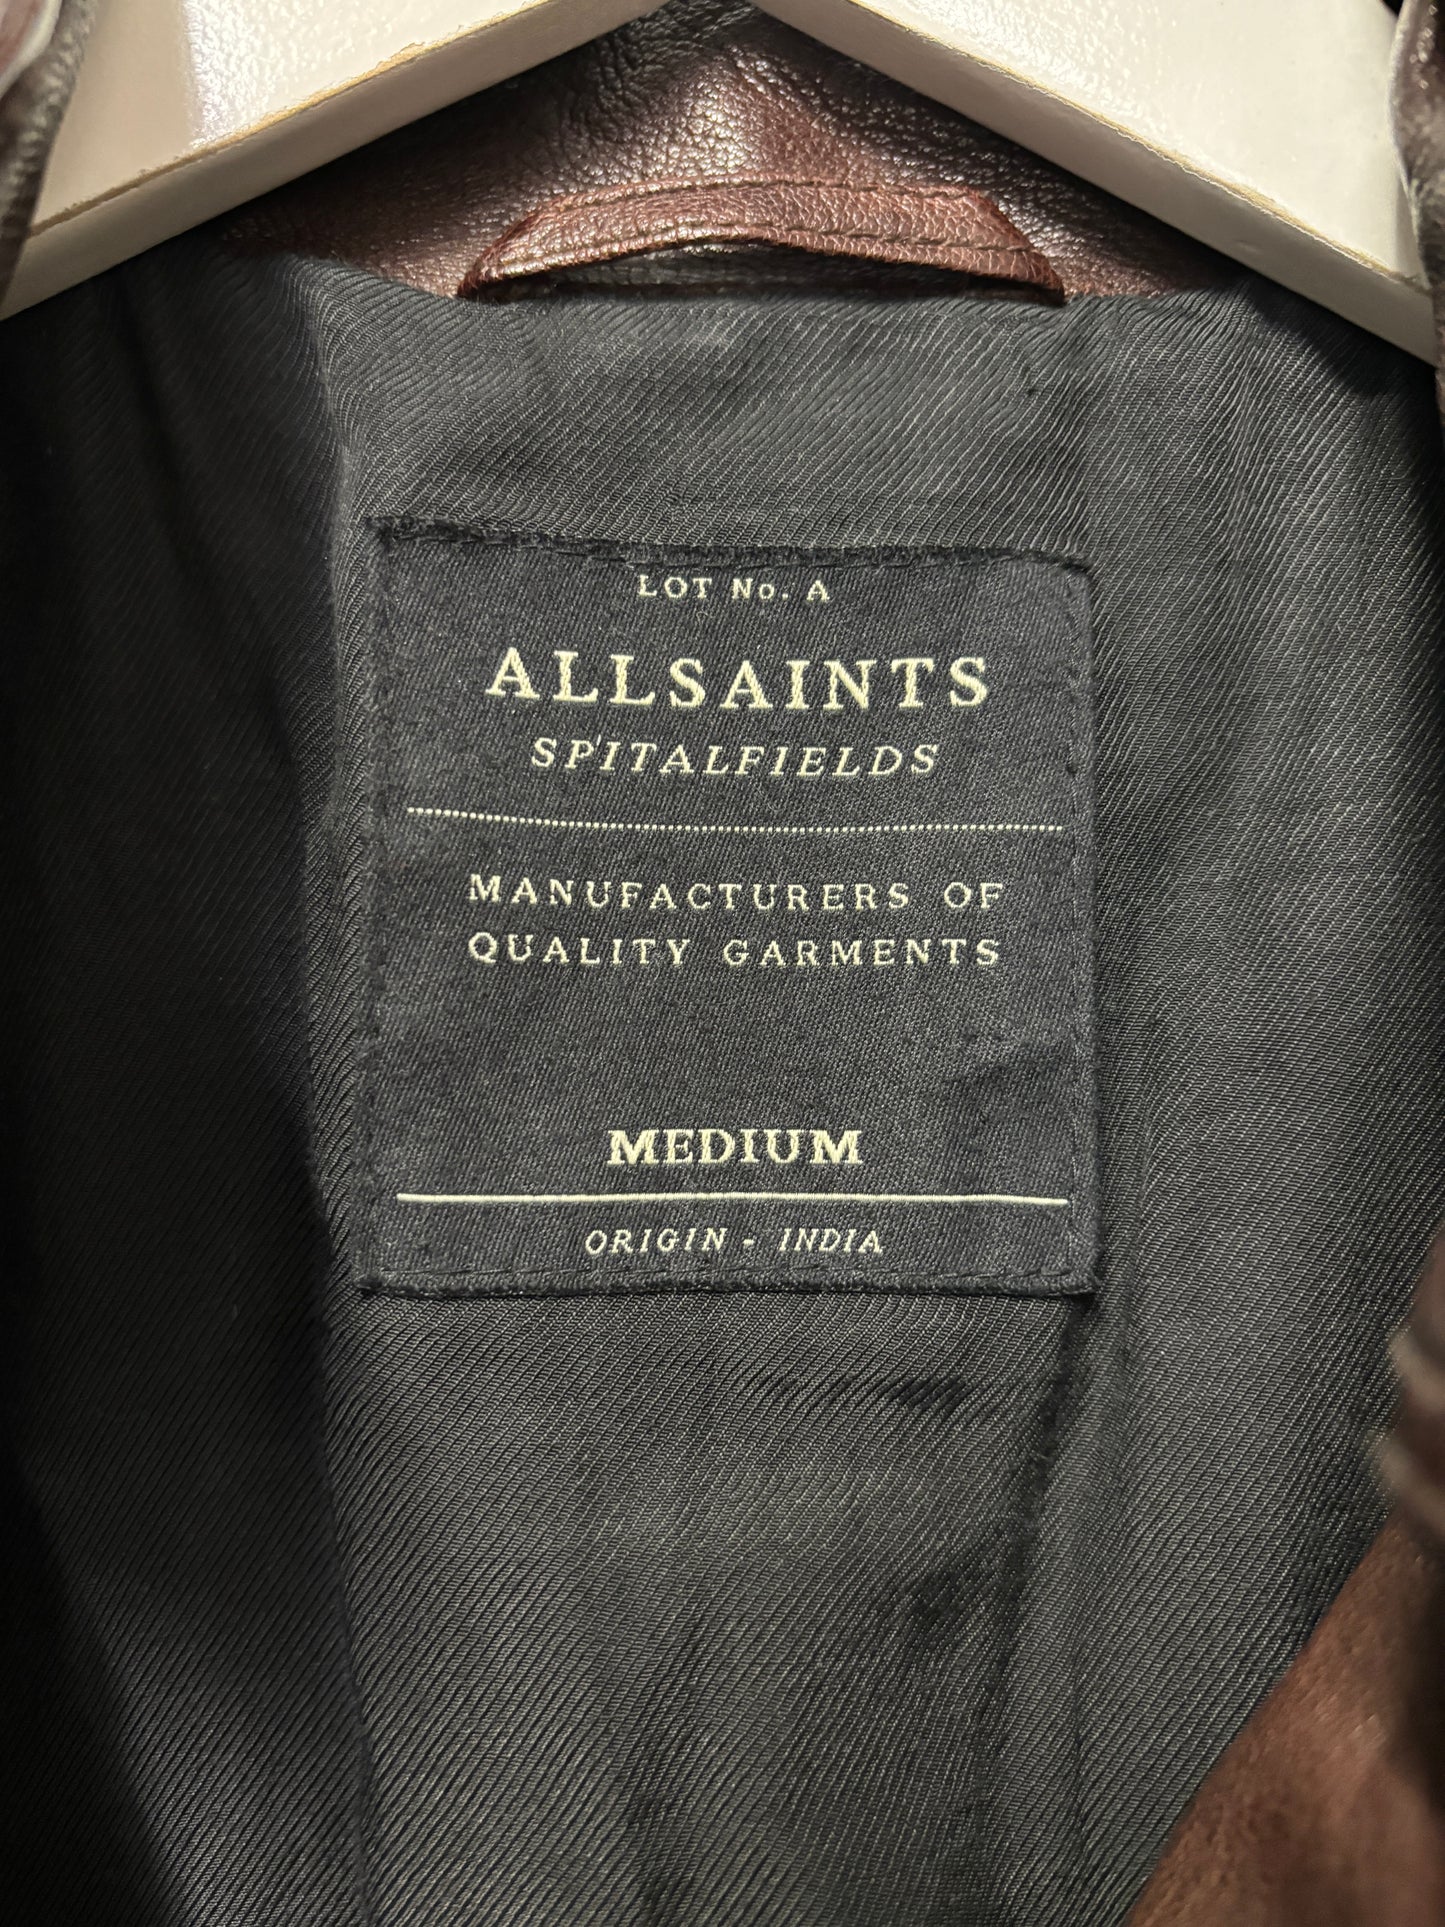 LOT No. A
ALLSAINTS
SPITALFIELDS
MANUFACTURERS OF
QUALITY GARMENTS
MEDIUM
ORIGIN - INDIA